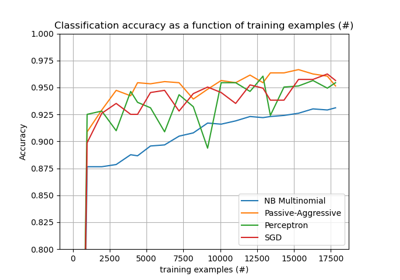 Classification accuracy as a function of training examples (#)
1.000
0.975
0.950
0.925
0.900
0.875
0.850
0.825
0.800
Accuracy
NB Multinomial
Passive-Aggressive
Perceptron
SGD
0 2500 5000 7500 10000 12500 15000 17500
training examples (#)